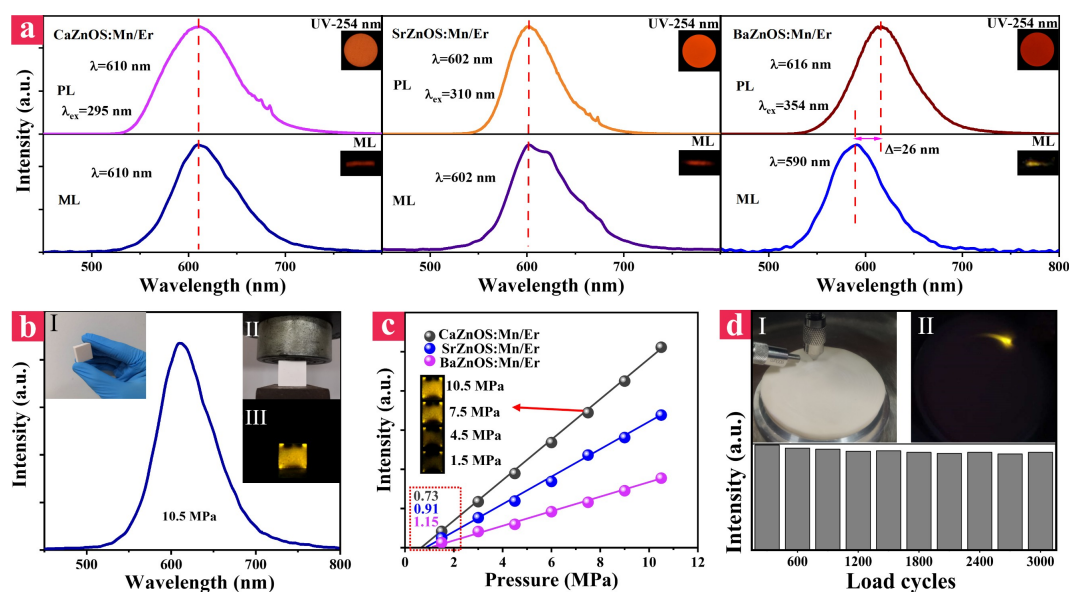 a
Intensity (a.u.)
CaZnOS:Mn/Er
UV-254 nm
λ=610 nm
PL
λex=295 nm
ML
λ=610 nm
ML
500 600 700
Wavelength (nm)
SrZnOS:Mn/Er
UV-254 nm
λ=602 nm
PL
λex=310 nm
ML
λ=602 nm
ML
500 600 700
Wavelength (nm)
BaZnOS:Mn/Er
UV-254 nm
λ=616 nm
PL
λex=354 nm
Δ=26 nm
ML
λ=590 nm
ML
500 600 700 800
Wavelength (nm)
b
I
II
III
Intensity (a.u.)
10.5 MPa
500 600 700 800
Wavelength (nm)
c
CaZnOS:Mn/Er
SrZnOS:Mn/Er
BaZnOS:Mn/Er
10.5 MPa
7.5 MPa
4.5 MPa
1.5 MPa
Intensity (a.u.)
0.73
0.91
1.15
0 2 4 6 8 10 12
Pressure (MPa)
d
I
II
Intensity (a.u.)
600 1200 1800 2400 3000
Load cycles